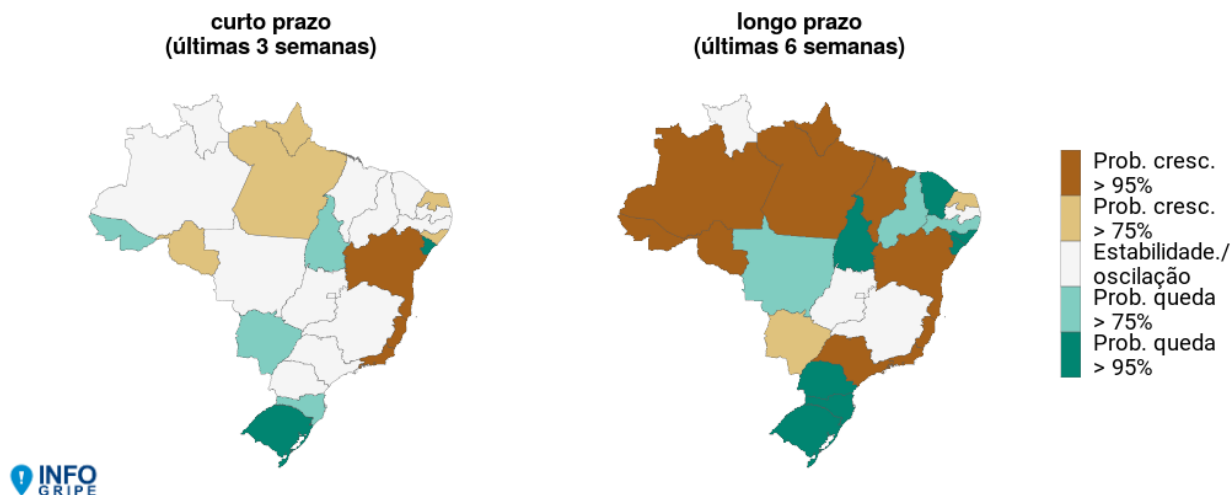 curto prazo
(últimas 3 semanas)
longo prazo
(últimas 6 semanas)
Prob. cresc.
> 95%
Prob. cresc.
> 75%
Estabilidade./
oscilação
Prob. queda
> 75%
Prob. queda
> 95%
INFO
GRIPE